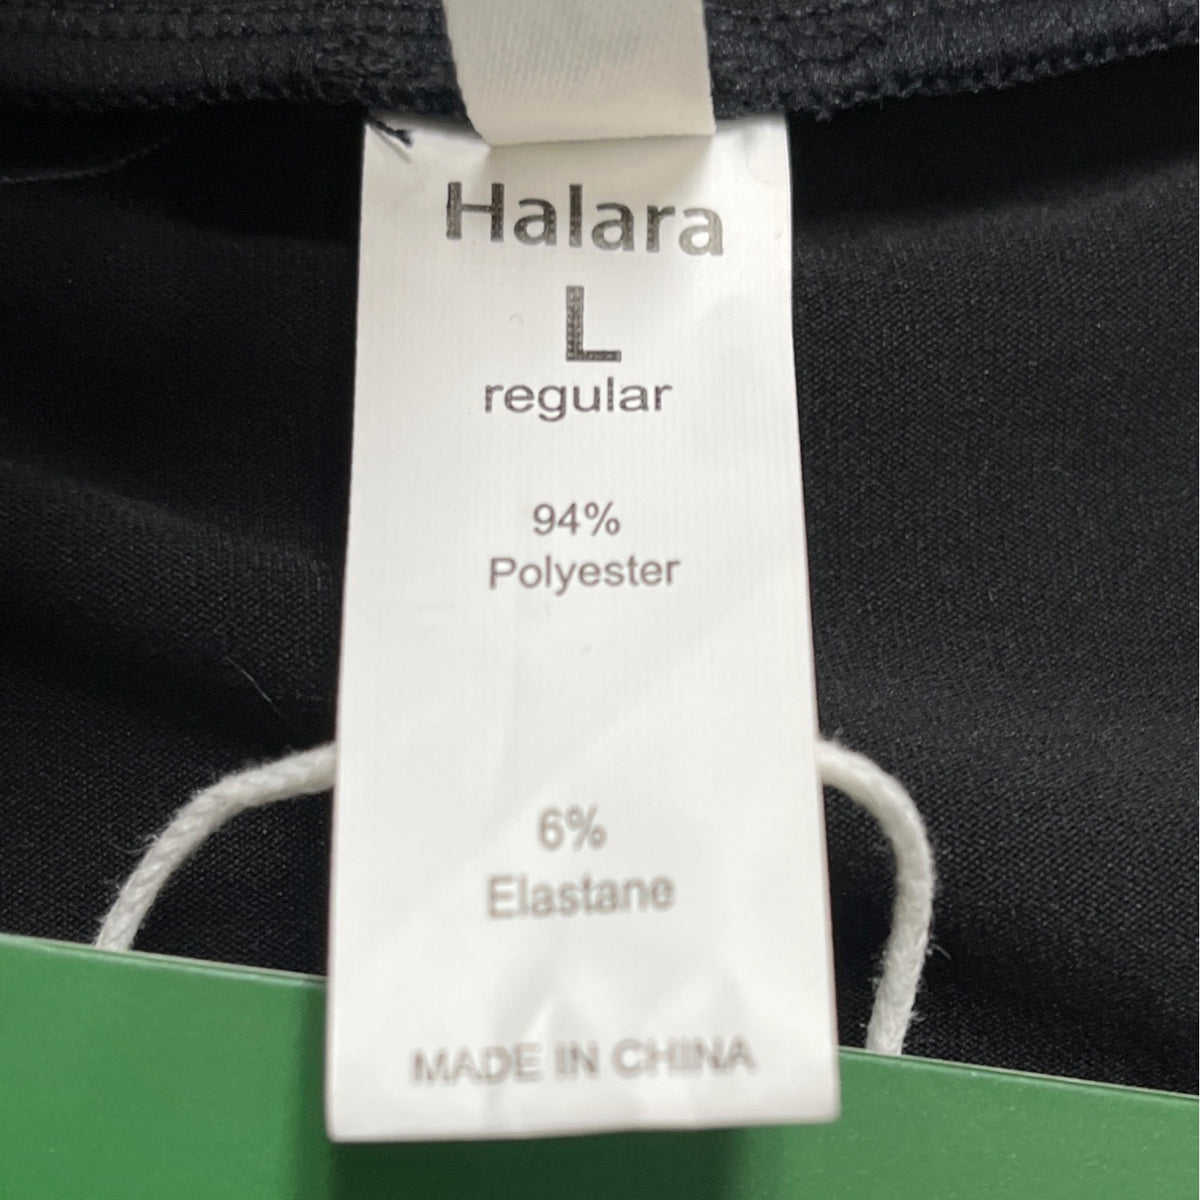 Halara
L
regular
94%
Polyester
6%
Elastane
MADE IN CHINA